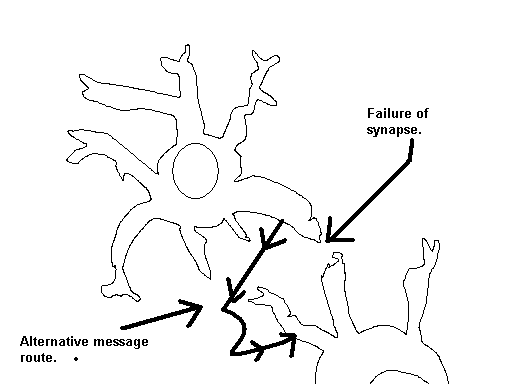 Failure of
synapse.
Alternative message
route.